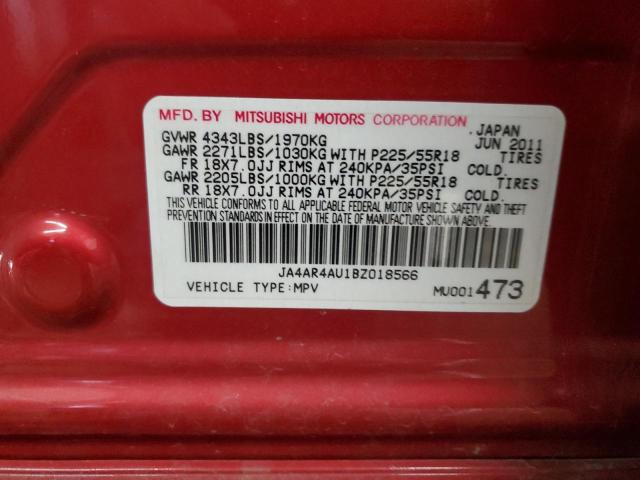 MFD. BY MITSUBISHI MOTORS CORPORATION. JAPAN
GVWR 4343LBS/1970KG JUN 2011
GAWR 2271LBS/1030KG WITH P225/55R18 TIRES
FR 18X7.0JJ RIMS AT 240KPA/35PSI COLD.
GAWR 2205LBS/1000KG WITH P225/55R18 TIRES
RR 18X7.0JJ RIMS AT 240KPA/35PSI COLD.
THIS VEHICLE CONFORMS TO ALL APPLICABLE FEDERAL MOTOR VEHICLE SAFETY AND THEFT
PREVENTION STANDARDS IN EFFECT ON THE DATE OF MANUFACTURE SHOWN ABOVE.
JA4AR4AU1BZ018566
VEHICLE TYPE:MPV MU001473